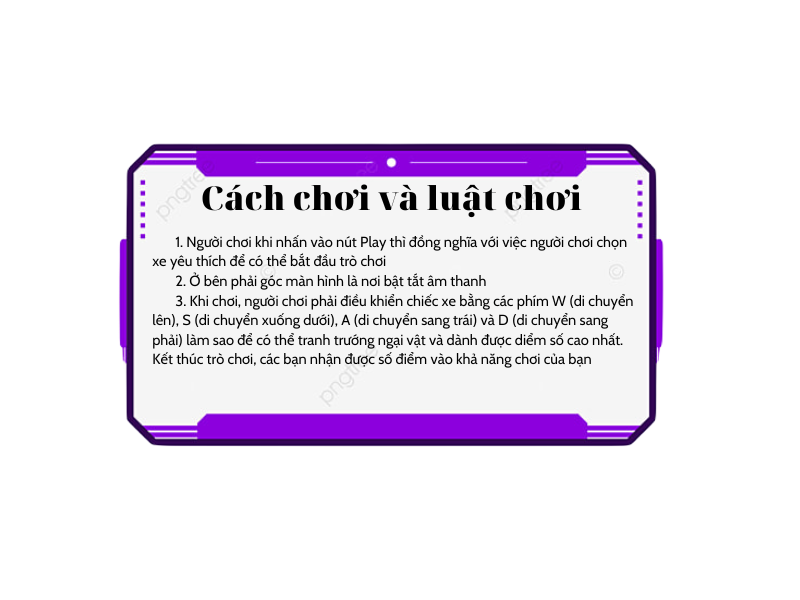 Cách chơi và luật chơi
1. Người chơi khi nhấn vào nút Play thì đồng nghĩa với việc người chơi chọn
xe yêu thích để có thể bắt đầu trò chơi
2. Ở bên phải góc màn hình là nơi bật tắt âm thanh
3. Khi chơi, người chơi phải điều khiển chiếc xe bằng các phím W (di chuyển
lên), S (di chuyển xuống dưới), A (di chuyển sang trái) và D (di chuyển sang
phải) làm sao để có thể tranh trướng ngại vật và dành được diểm số cao nhất.
Kết thúc trò chơi, các bạn nhận được số điểm vào khả năng chơi của bạn
pngtree
pngtree
pngtree